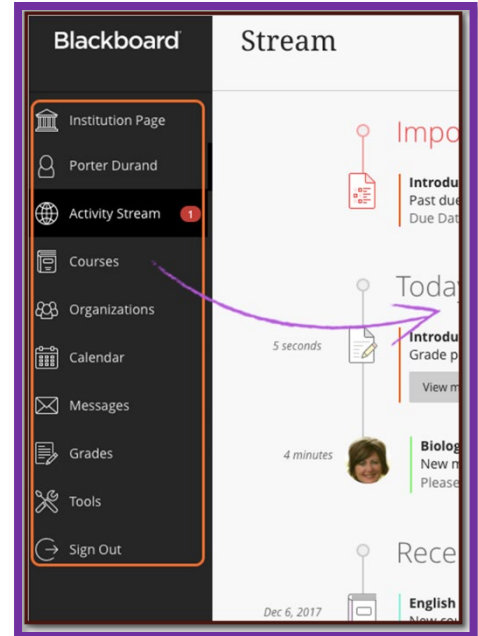 Blackboard
Institution Page
Porter Durand
Activity Stream 1
Courses
Organizations
Calendar
Messages
Grades
Tools
Sign Out
Stream
Impo
Introdu
Past due
Due Dat
Today
5 seconds
Introdu
Grade p
View m
4 minutes
Biolog
New m
Please
Rece
Dec 6, 2017
English
New cou